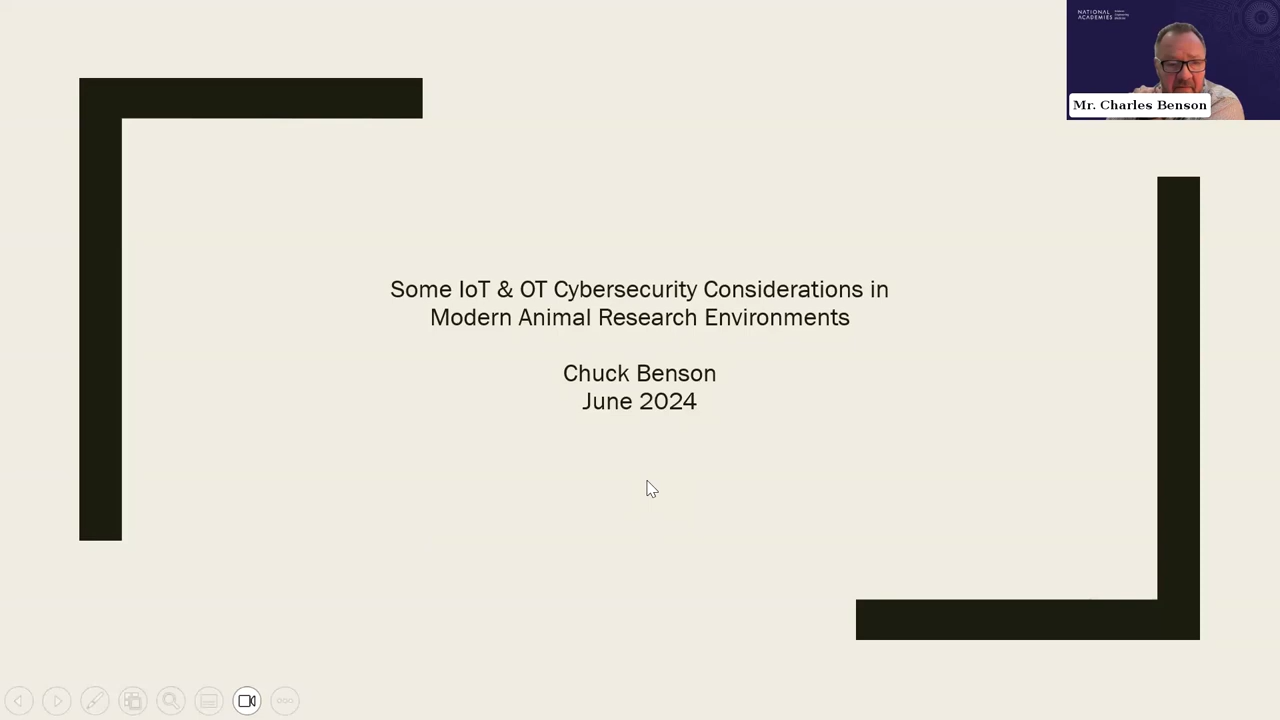 NATIONAL
ACADEMIES
Mr. Charles Benson
Some IoT & OT Cybersecurity Considerations in
Modern Animal Research Environments
Chuck Benson
June 2024